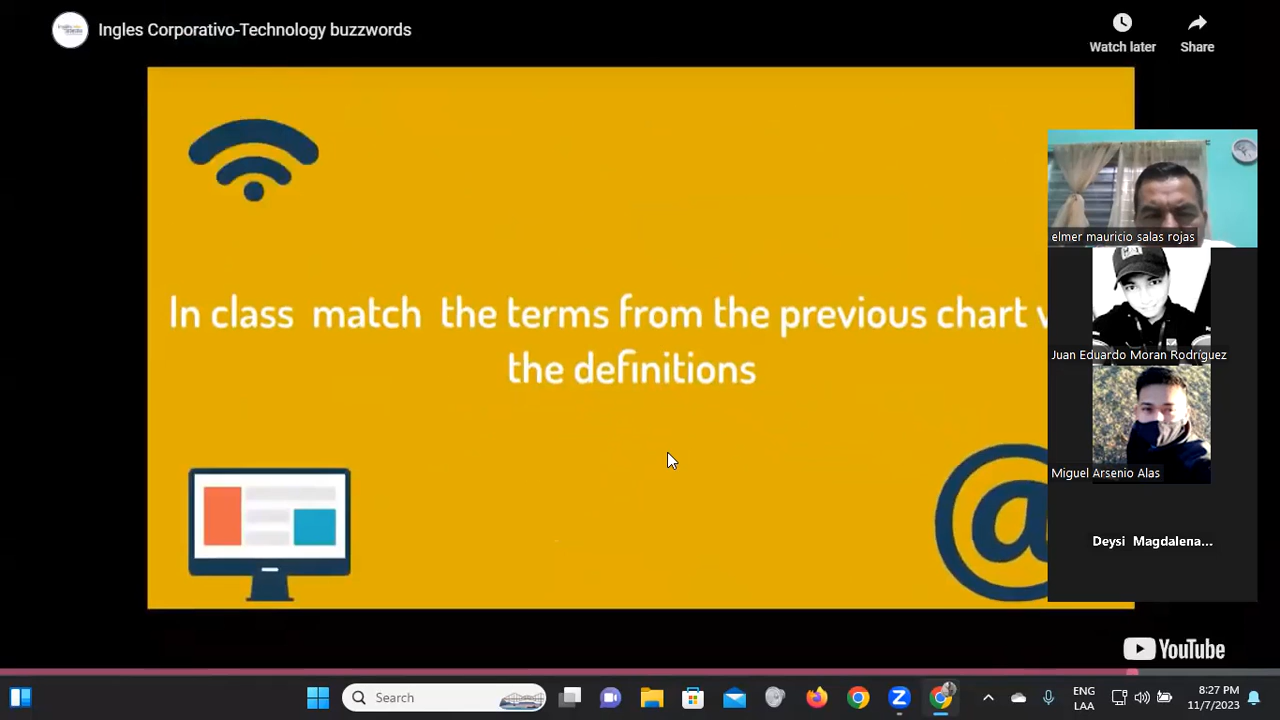 Ingles Corporativo-Technology buzzwords
Watch later
Share
In class match the terms from the previous chart
the definitions
elmer mauricio salas rojas
Juan Eduardo Moran Rodríguez
Miguel Arsenio Alas
Deysi Magdalena...
YouTube
Search
ENG
LAA
8:27 PM
11/7/2023